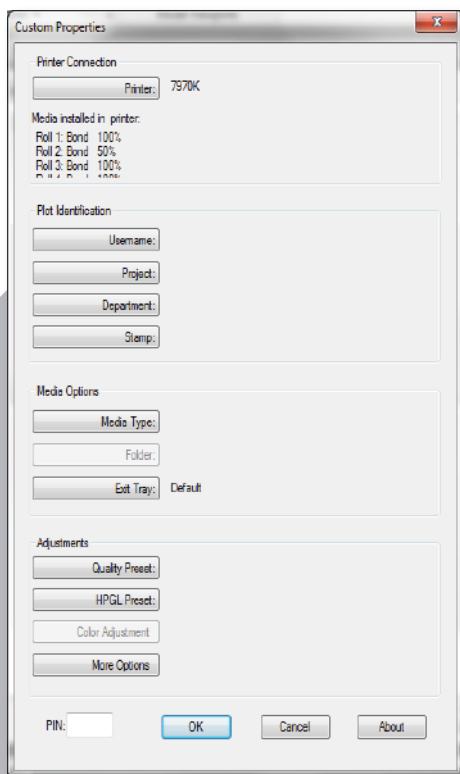 Custom Properties
x
Printer Connection
Printer: 7970K
Media installed in printer:
Roll 1: Bond 100%
Roll 2: Bond 50%
Roll 3: Bond 100%
Plot Identification
Username:
Project:
Department:
Stamp:
Media Options
Media Type:
Folder:
Exit Tray: Default
Adjustments
Quality Preset:
HPGL Preset:
Color Adjustment
More Options
PIN: OK Cancel About